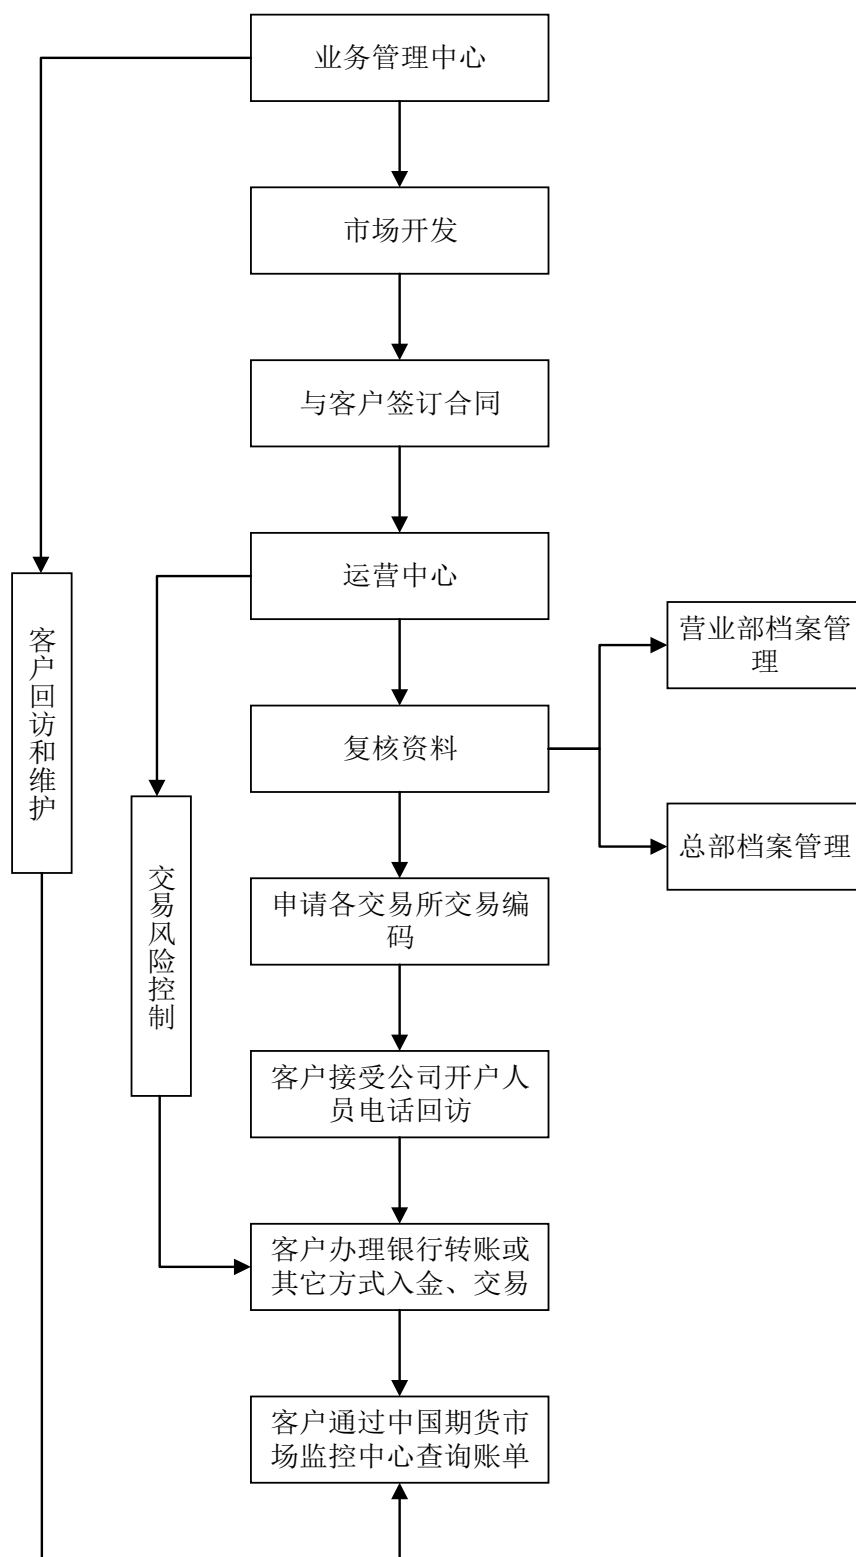 业务管理中心
市场开发
与客户签订合同
运营中心
客户回访和维护
营业部档案管
理
复核资料
总部档案管理
交易风险控制
申请各交易所交易编
码
客户接受公司开户人
员电话回访
客户办理银行转账或
其它方式入金、交易
客户通过中国期货市
场监控中心查询账单